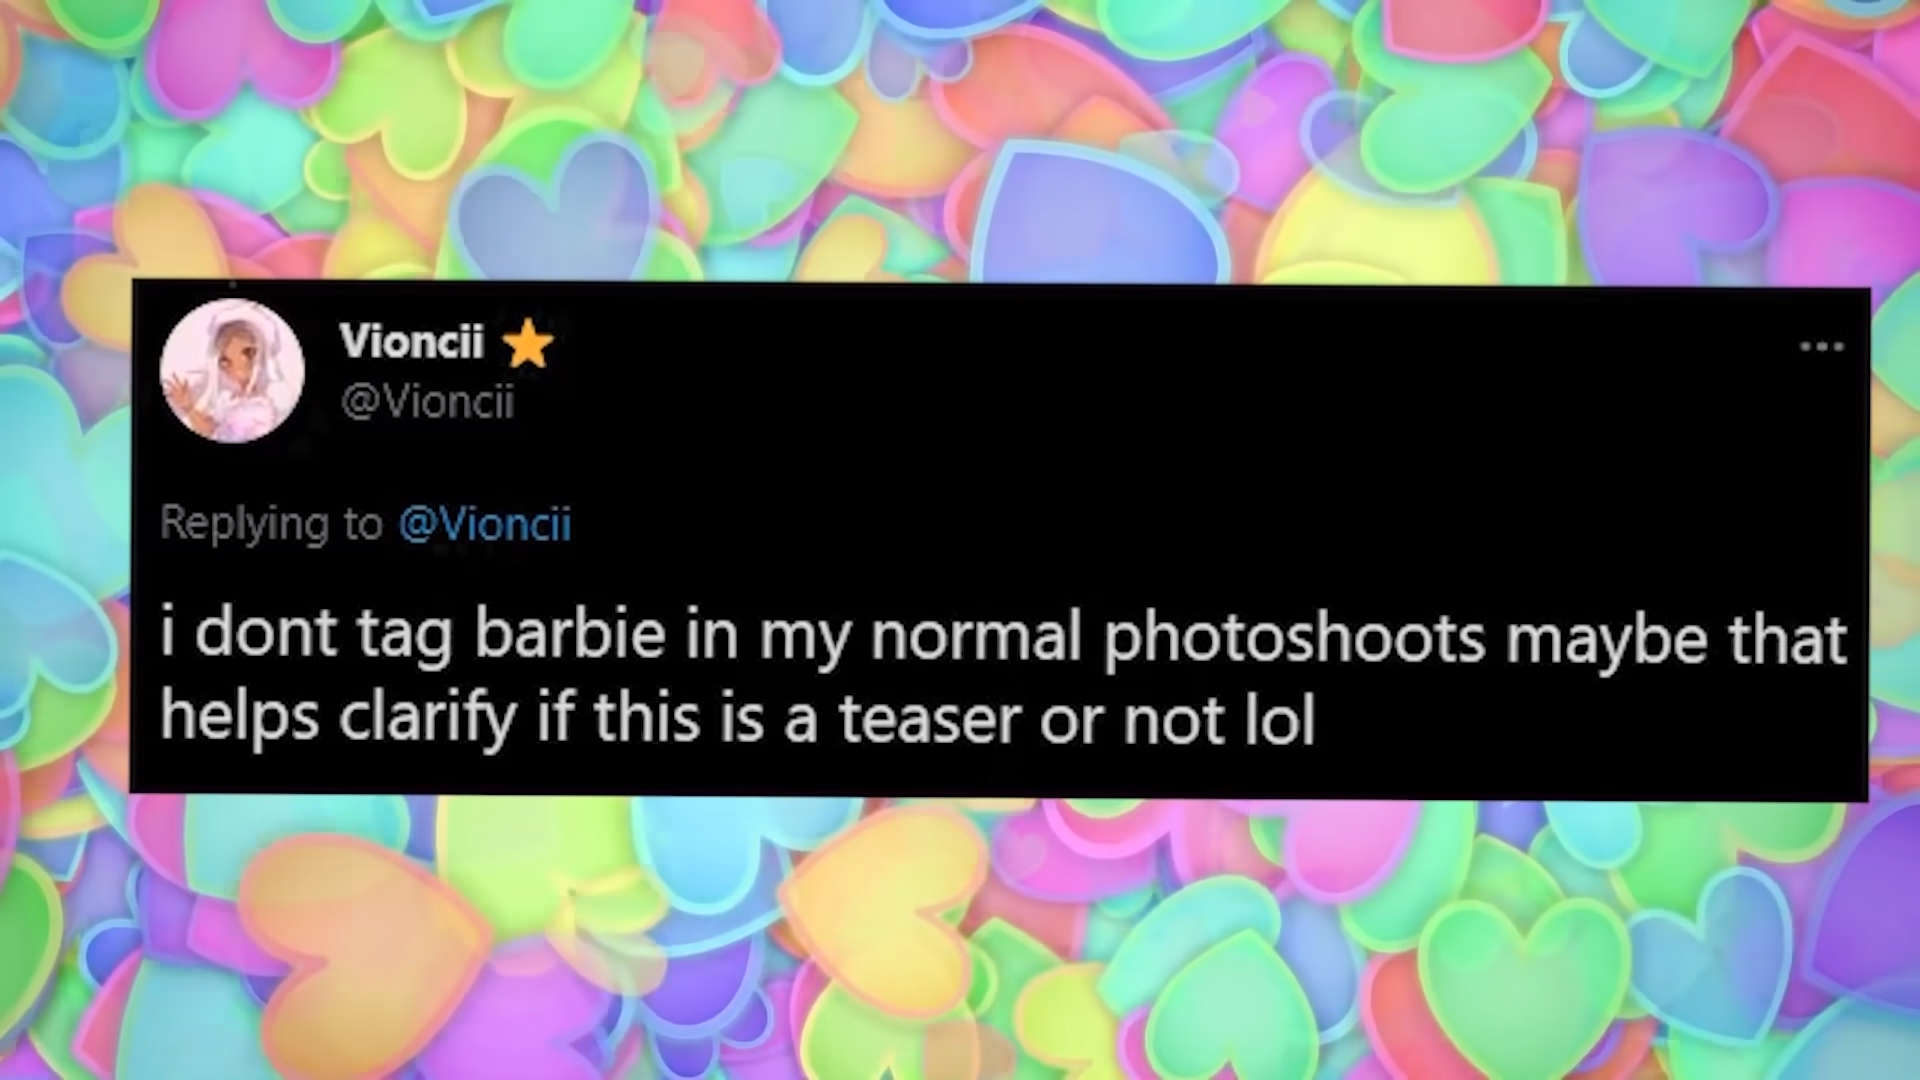 Vioncii ⭐
@Vioncii
Replying to @Vioncii
i dont tag barbie in my normal photoshoots maybe that
helps clarify if this is a teaser or not lol